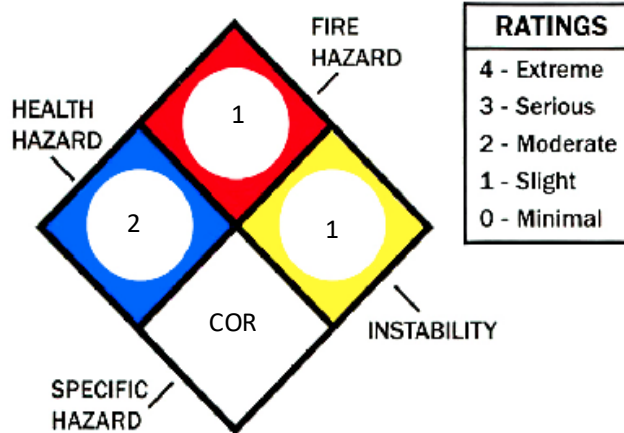 FIRE
HAZARD
1
HEALTH
HAZARD
2
1
COR
INSTABILITY
SPECIFIC
HAZARD
RATINGS
4 - Extreme
3 - Serious
2 - Moderate
1 - Slight
0 - Minimal